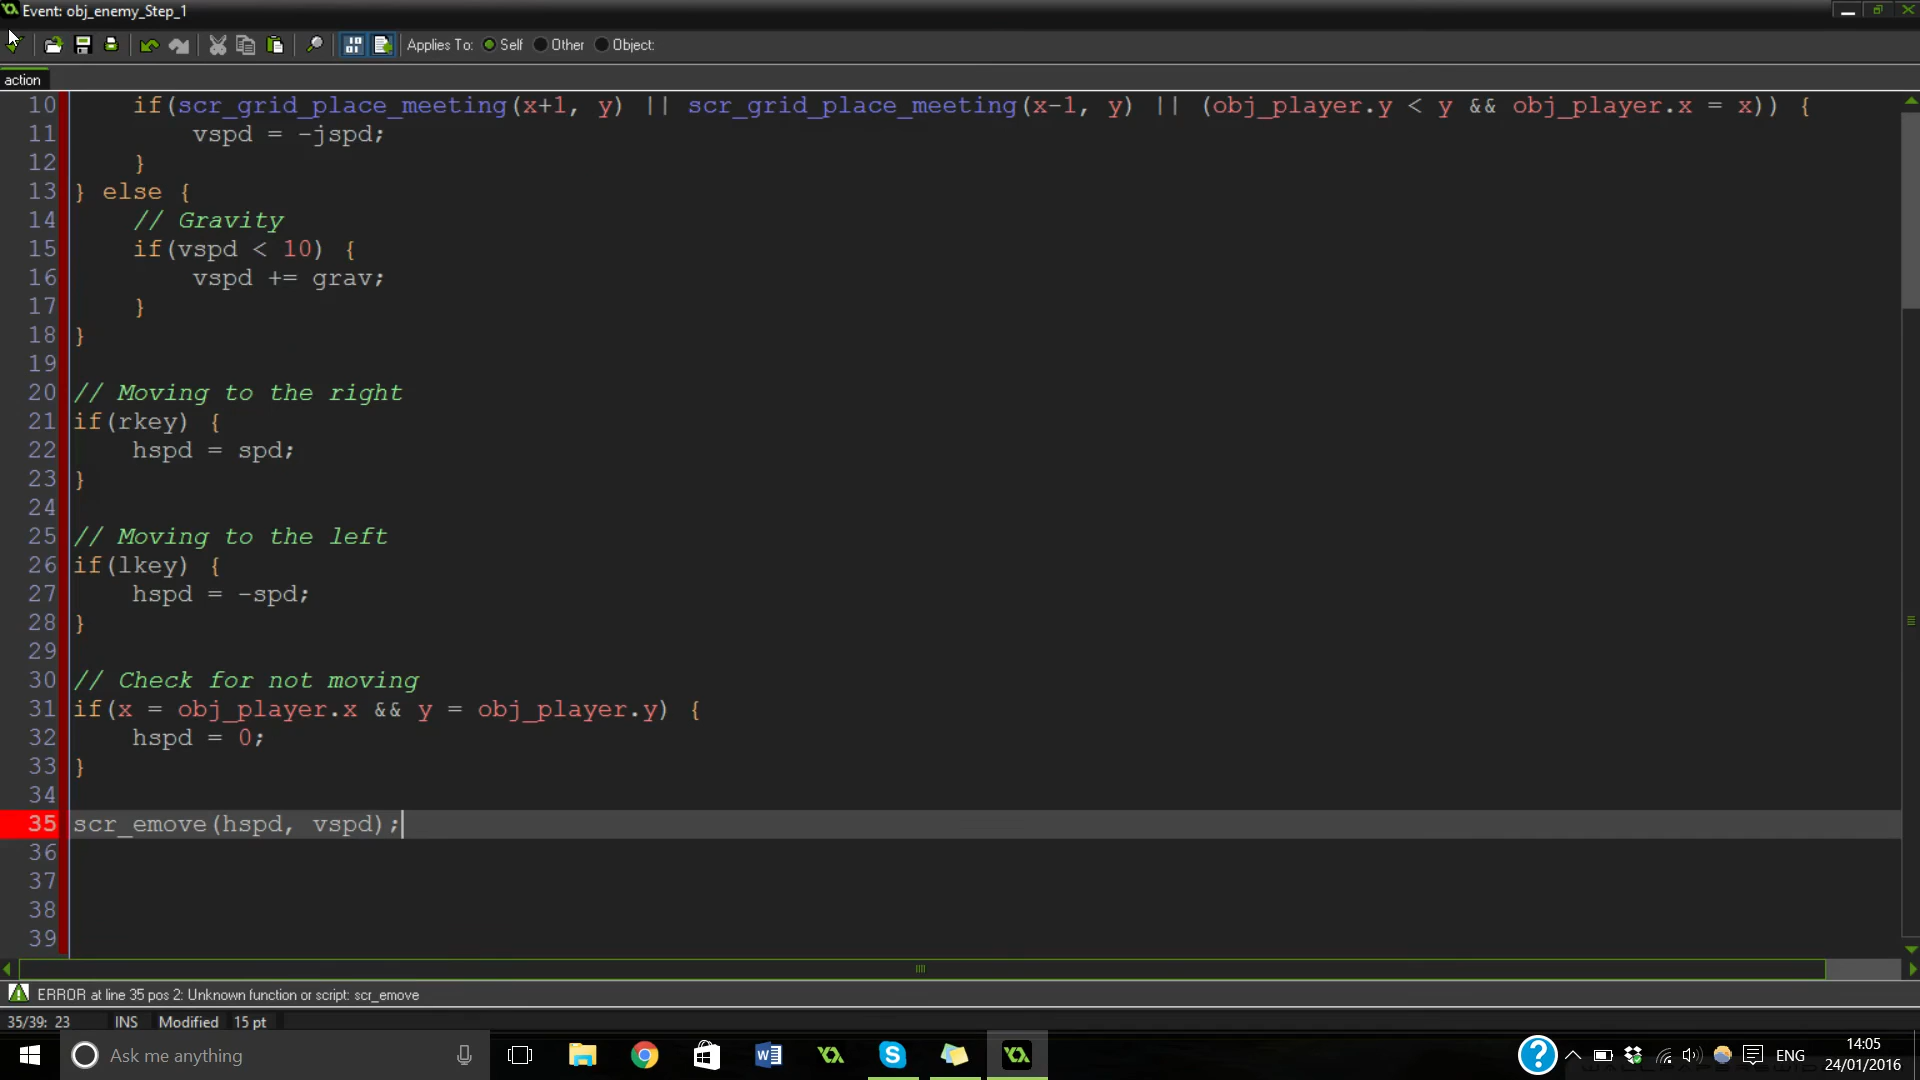 Event: obj_enemy_Step_1
Applies To: Self Other Object:
action
10 if(scr_grid_place_meeting(x+1, y) || scr_grid_place_meeting(x-1, y) || (obj_player.y < y && obj_player.x = x)) {
11 vspd = -jspd;
12 }
13 } else {
14 // Gravity
15 if(vspd < 10) {
16 vspd += grav;
17 }
18 }
19
20 // Moving to the right
21 if(rkey) {
22 hspd = spd;
23 }
24
25 // Moving to the left
26 if(lkey) {
27 hspd = -spd;
28 }
29
30 // Check for not moving
31 if(x = obj_player.x && y = obj_player.y) {
32 hspd = 0;
33 }
34
35 scr_emove(hspd, vspd);
36
37
38
39
ERROR at line 35 pos 2: Unknown function or script: scr_emove
35/39: 23 INS Modified 15 pt
Ask me anything
ENG
14:05
24/01/2016